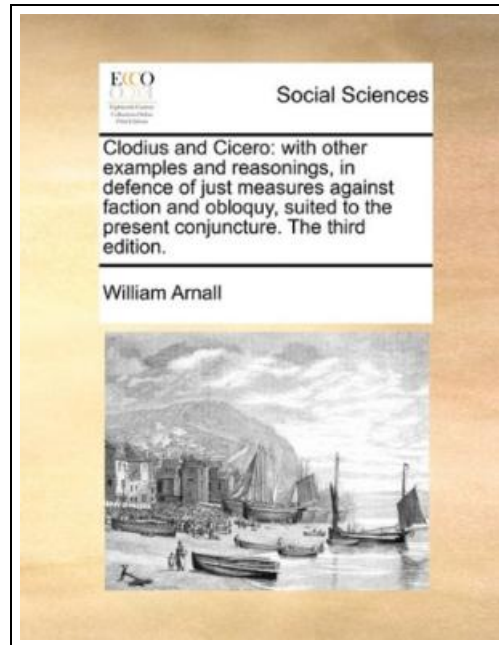 ECCO
Social Sciences
Clodius and Cicero: with other
examples and reasonings, in
defence of just measures against
faction and obloquy, suited to the
present conjuncture. The third
edition.
William Arnall